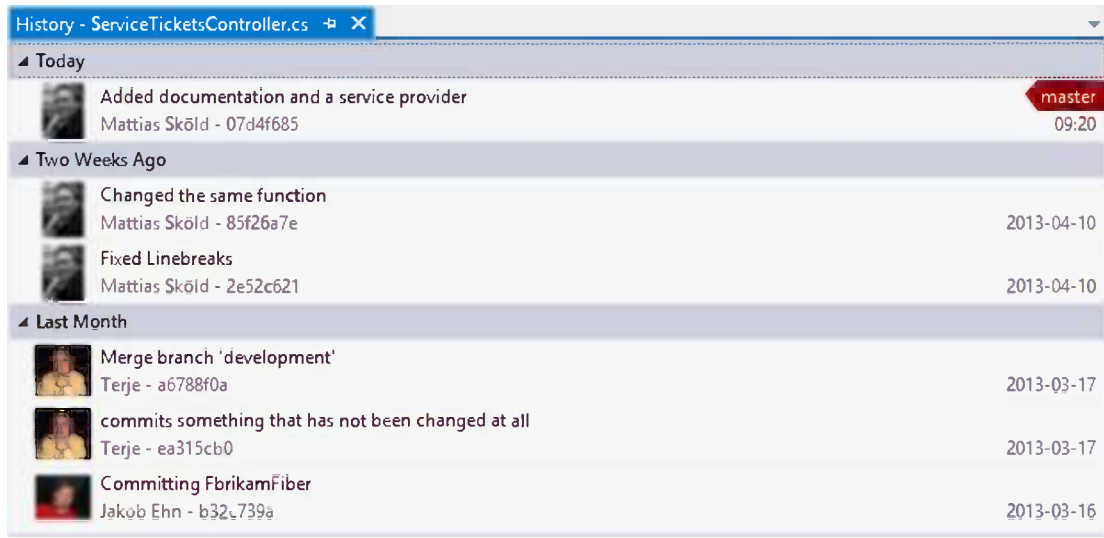 History - ServiceTicketsController.cs
Today
Added documentation and a service provider
master
Mattias Sköld - 07d4f685
09:20
Two Weeks Ago
Changed the same function
Mattias Sköld - 85f26a7e
2013-04-10
Fixed Linebreaks
Mattias Sköld - 2e52c621
2013-04-10
Last Month
Merge branch 'development'
Terje - a6788f0a
2013-03-17
commits something that has not been changed at all
Terje - ea315cb0
2013-03-17
Committing FbrikamFiber
Jakob Ehn -
2013-03-16